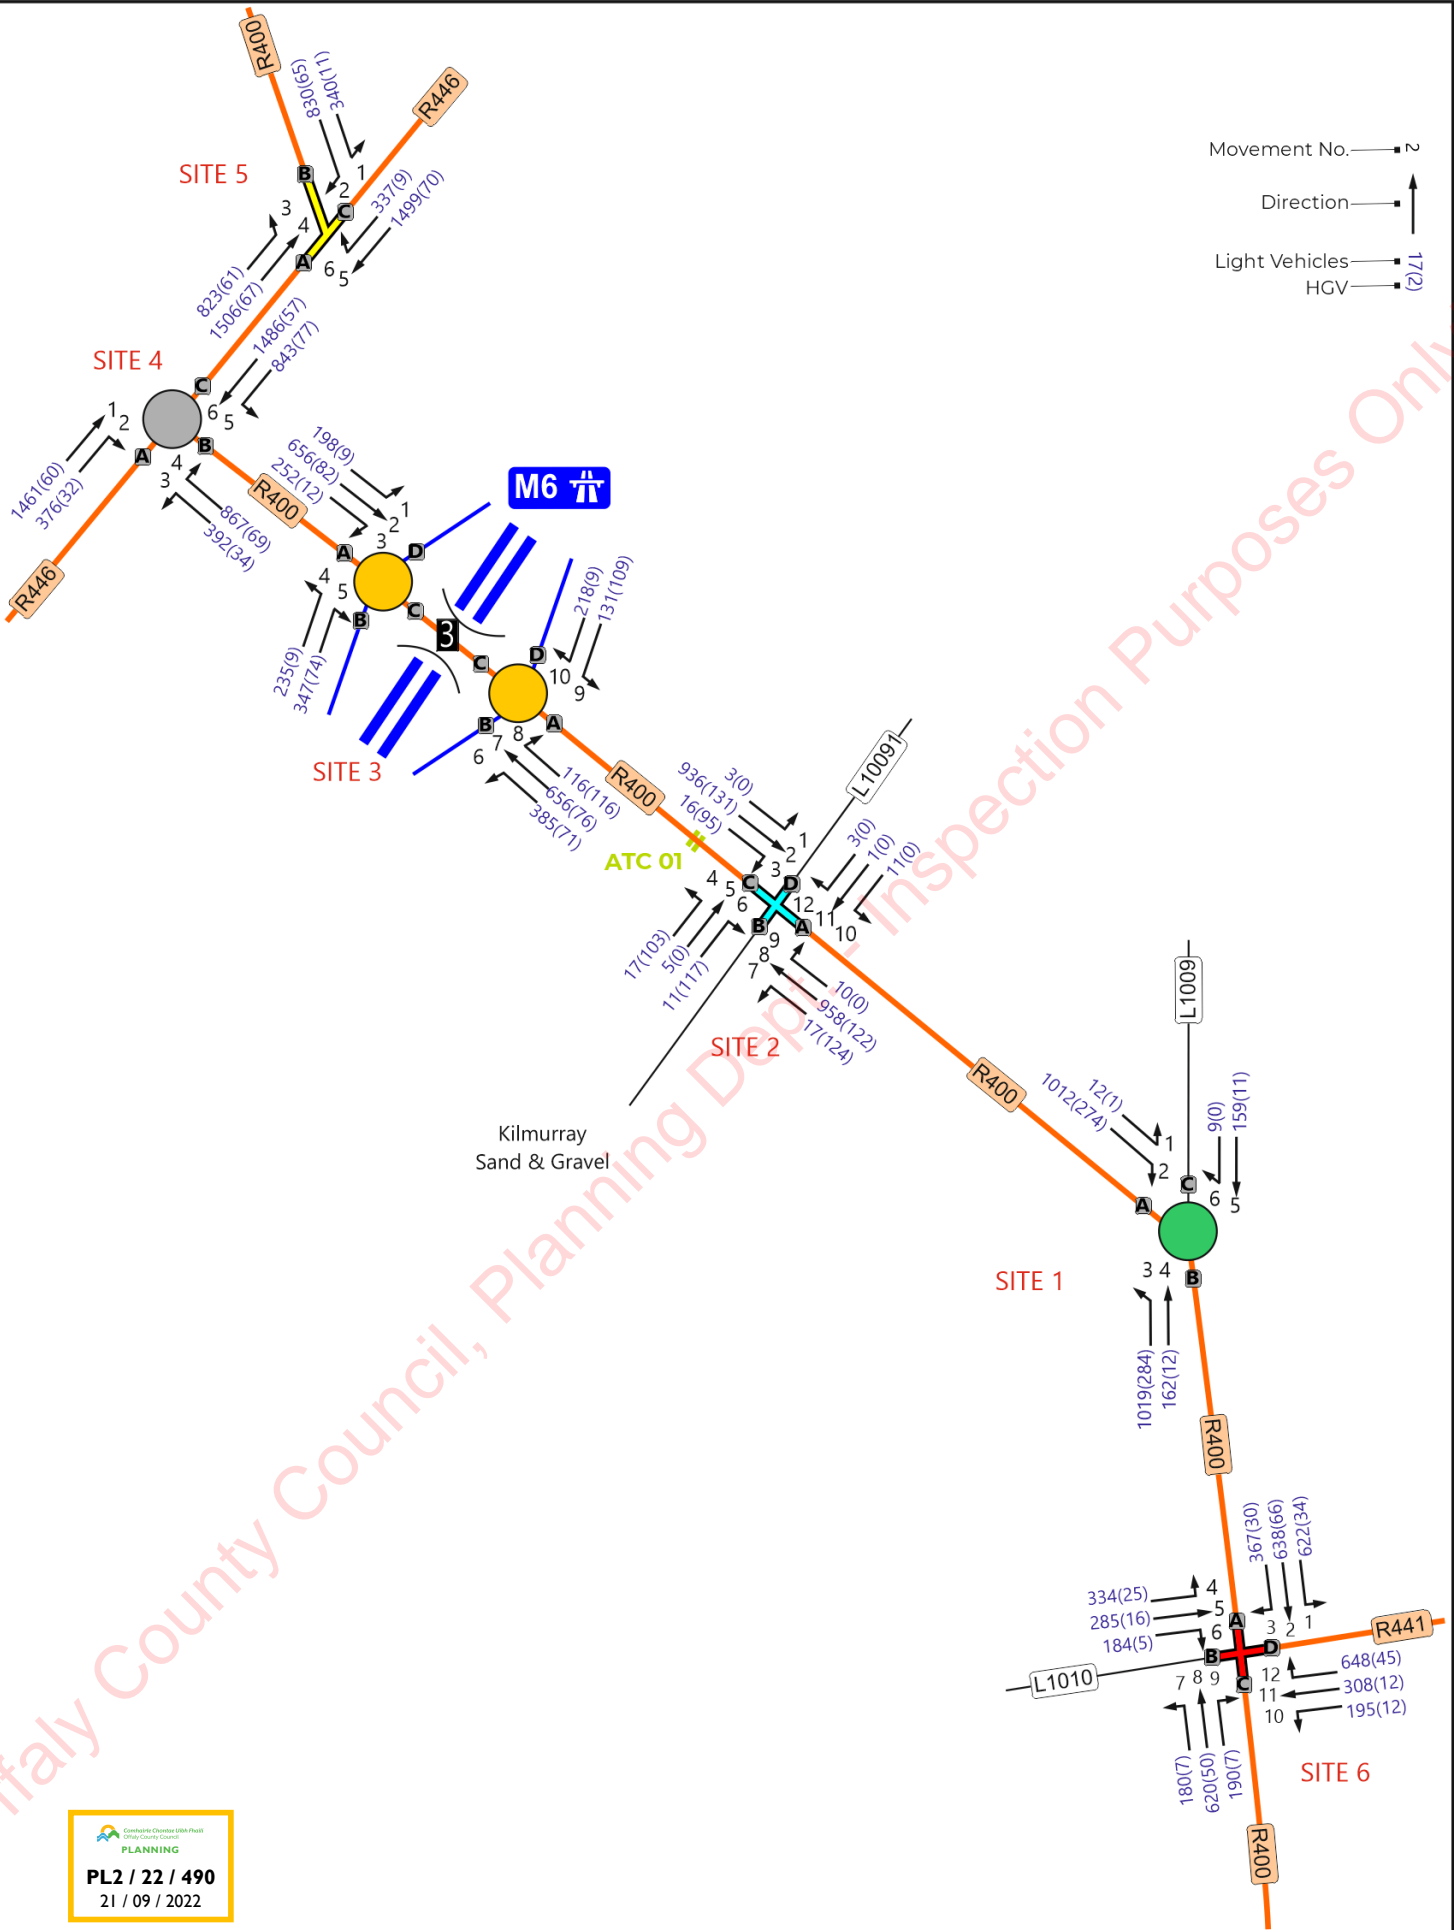 R400
830(65)
340(11)
R446
SITE 5
B
1
2
C
337(9)
1499(70)
3
4
A
6
5
823(61)
1506(67)
1486(57)
843(77)
Movement No.
2
Direction
Light Vehicles
HGV
17(2)
SITE 4
C
1
2
6
5
B
A
4
3
1461(60)
376(32)
867(69)
392(34)
R446
R400
198(9)
656(82)
252(12)
M6
1
2
3
A
D
4
5
B
C
3
235(9)
347(74)
218(9)
131(109)
C
D
10
9
B
A
8
7
6
SITE 3
116(116)
656(76)
385(71)
R400
ATC 01
L10091
3(0)
936(131)
16(95)
1
2
3
3(0)
1(0)
11(0)
4
5
6
C
D
12
11
10
B
A
9
8
7
17(103)
5(0)
11(117)
10(0)
958(122)
17(124)
SITE 2
Kilmurray
Sand & Gravel
R400
L1009
12(1)
1012(274)
1
2
9(0)
159(11)
C
6
5
A
3
4
B
SITE 1
1019(284)
162(12)
R400
367(30)
638(66)
622(34)
334(25)
285(16)
184(5)
4
5
6
A
3
2
1
B
D
R441
L1010
7
8
9
C
12
11
10
648(45)
308(12)
195(12)
180(7)
620(50)
190(7)
SITE 6
R400
Offaly County Council, Planning Dept. - Inspection Purposes Only
Comhairle Chontae Uíbh Fhailí
Offaly County Council
PLANNING
PL2 / 22 / 490
21 / 09 / 2022